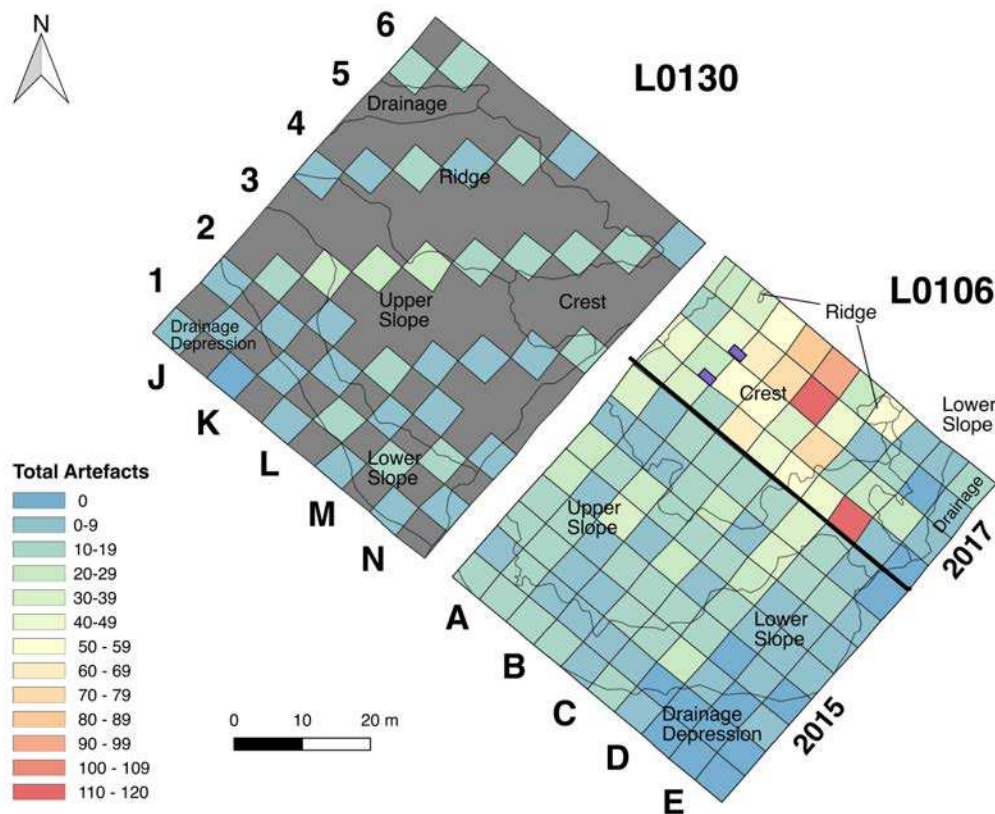 N
6
5
4
3
2
1
L0130
Drainage
Ridge
Upper
Slope
Crest
Drainage
Depression
Lower
Slope
J
K
L
M
N
L0106
Ridge
Crest
Lower
Slope
Drainage
Upper
Slope
Lower
Slope
Drainage
Depression
2017
2015
A
B
C
D
E
Total Artefacts
0
0-9
10-19
20-29
30-39
40-49
50 - 59
60 - 69
70 - 79
80 - 89
90 - 99
100 - 109
110 - 120
0 10 20 m